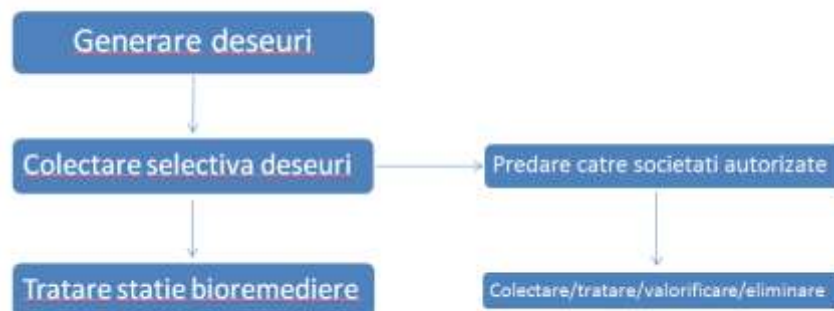 Generare deseuri
Colectare selectiva deseuri
Predare catre societati autorizate
Tratare statie bioremediere
Colectare/tratare/valorificare/eliminare